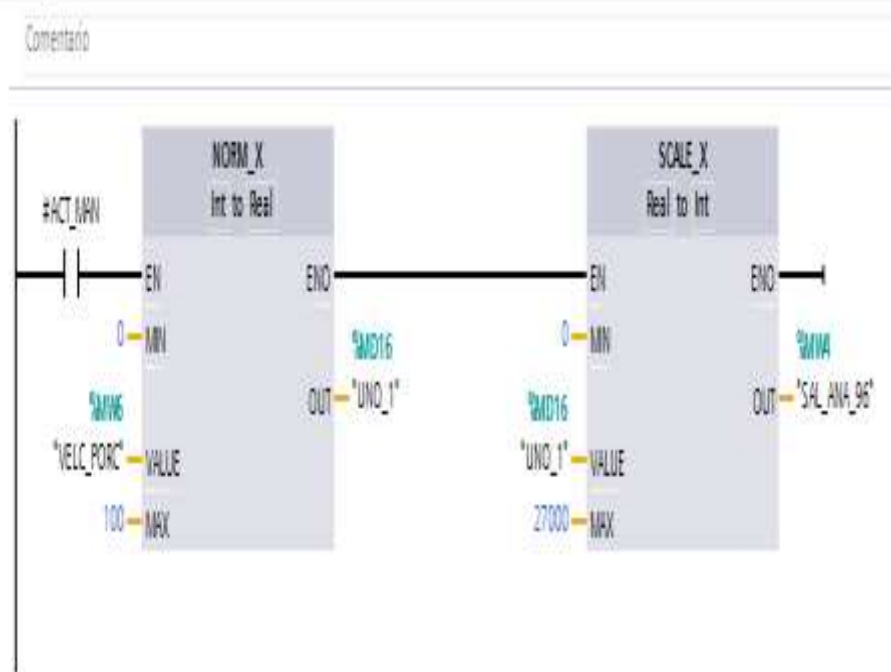 Comentario
NORM_X
Int to Real
#ACT_MAN
EN
ENO
0
MIN
%MD16
"UNO_1"
OUT
%MW6
"VELC_PORC"
VALUE
100
MAX
SCALE_X
Real to Int
EN
ENO
0
MIN
%MW4
"SAL_ANA_96"
OUT
%MD16
"UNO_1"
VALUE
27000
MAX